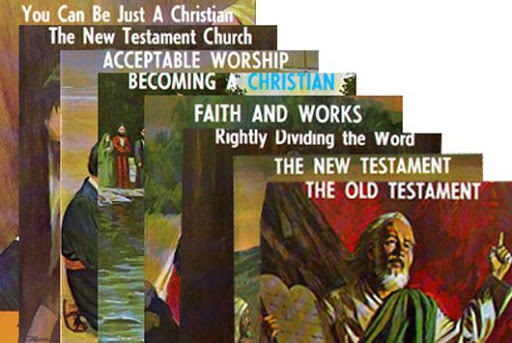 You Can Be Just A Christian
The New Testament Church
ACCEPTABLE WORSHIP
BECOMING A CHRISTIAN
FAITH AND WORKS
Rightly Dividing the Word
THE NEW TESTAMENT
THE OLD TESTAMENT